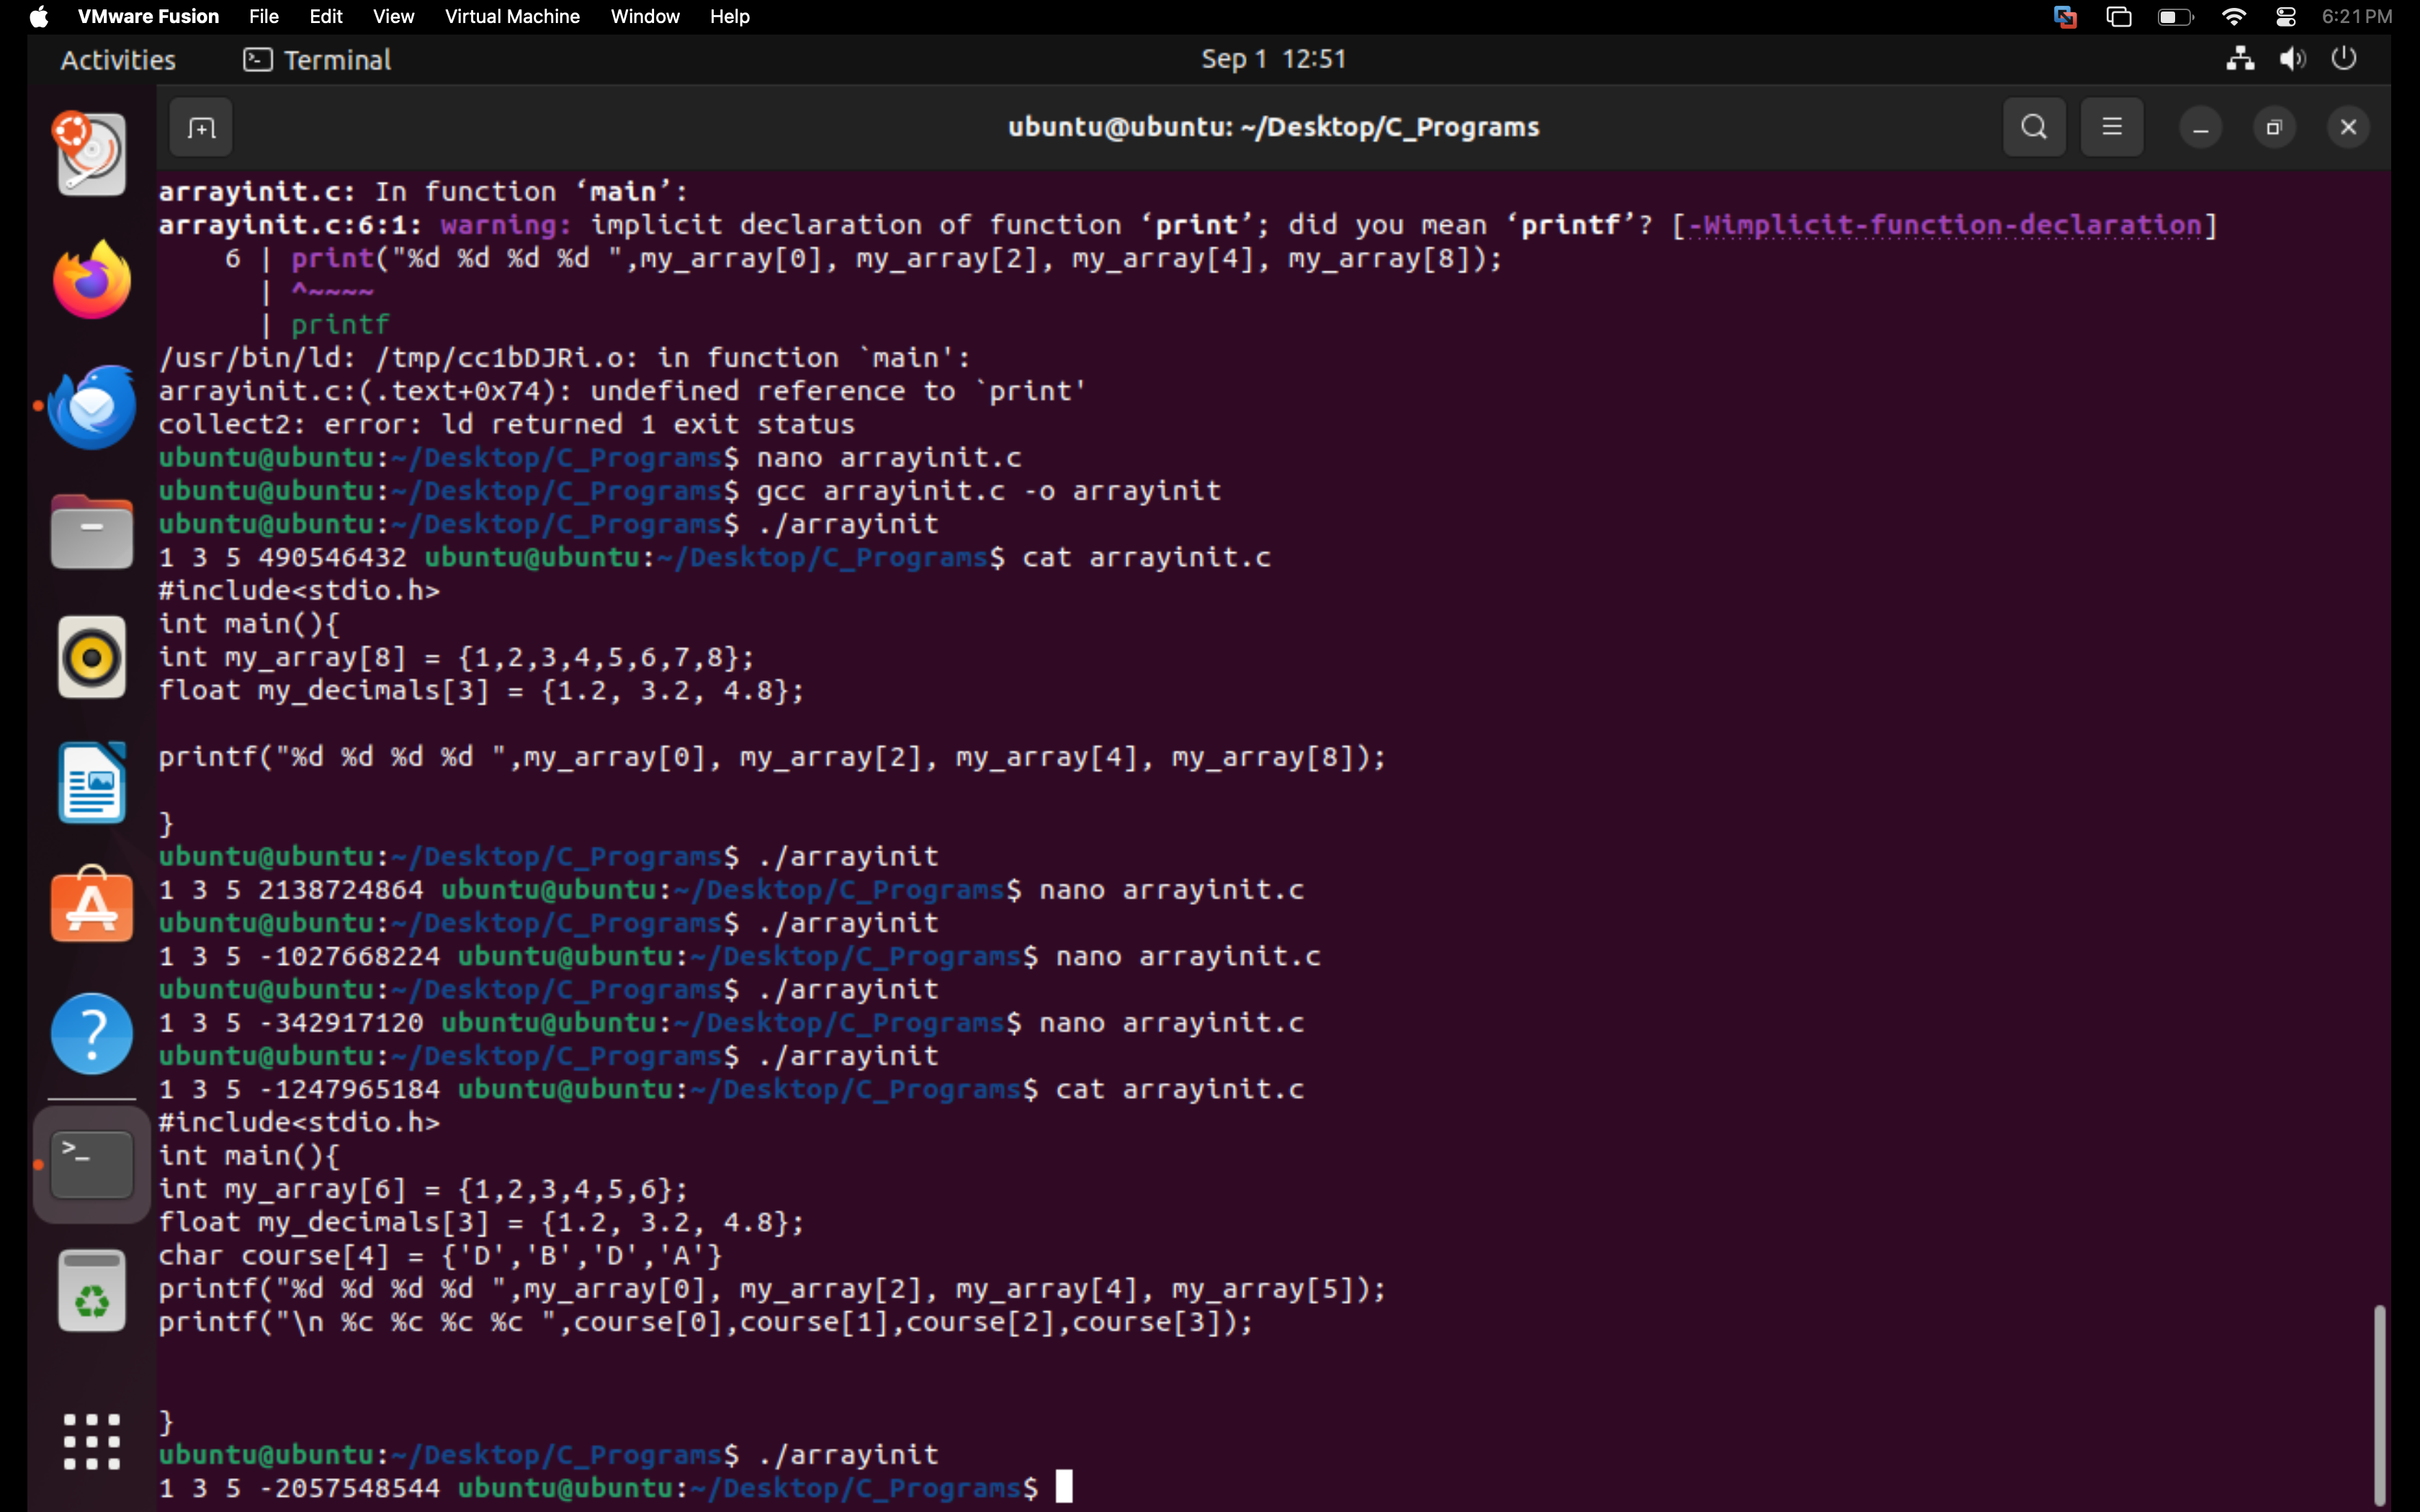 VMware Fusion File Edit View Virtual Machine Window Help 6:21 PM
Activities Terminal Sep 1 12:51
ubuntu@ubuntu: ~/Desktop/C_Programs
arrayinit.c: In function ‘main’:
arrayinit.c:6:1: warning: implicit declaration of function ‘print’; did you mean ‘printf’? [-Wimplicit-function-declaration]
    6 | print("%d %d %d %d ",my_array[0], my_array[2], my_array[4], my_array[8]);
      | ^~~~~
      | printf
/usr/bin/ld: /tmp/cc1bDJRi.o: in function `main':
arrayinit.c:(.text+0x74): undefined reference to `print'
collect2: error: ld returned 1 exit status
ubuntu@ubuntu:~/Desktop/C_Programs$ nano arrayinit.c
ubuntu@ubuntu:~/Desktop/C_Programs$ gcc arrayinit.c -o arrayinit
ubuntu@ubuntu:~/Desktop/C_Programs$ ./arrayinit
1 3 5 490546432 ubuntu@ubuntu:~/Desktop/C_Programs$ cat arrayinit.c
#include<stdio.h>
int main(){
int my_array[8] = {1,2,3,4,5,6,7,8};
float my_decimals[3] = {1.2, 3.2, 4.8};
printf("%d %d %d %d ",my_array[0], my_array[2], my_array[4], my_array[8]);
}
ubuntu@ubuntu:~/Desktop/C_Programs$ ./arrayinit
1 3 5 2138724864 ubuntu@ubuntu:~/Desktop/C_Programs$ nano arrayinit.c
ubuntu@ubuntu:~/Desktop/C_Programs$ ./arrayinit
1 3 5 -1027668224 ubuntu@ubuntu:~/Desktop/C_Programs$ nano arrayinit.c
ubuntu@ubuntu:~/Desktop/C_Programs$ ./arrayinit
1 3 5 -342917120 ubuntu@ubuntu:~/Desktop/C_Programs$ nano arrayinit.c
ubuntu@ubuntu:~/Desktop/C_Programs$ ./arrayinit
1 3 5 -1247965184 ubuntu@ubuntu:~/Desktop/C_Programs$ cat arrayinit.c
#include<stdio.h>
int main(){
int my_array[6] = {1,2,3,4,5,6};
float my_decimals[3] = {1.2, 3.2, 4.8};
char course[4] = {'D','B','D','A'}
printf("%d %d %d %d ",my_array[0], my_array[2], my_array[4], my_array[5]);
printf("\n %c %c %c %c ",course[0],course[1],course[2],course[3]);
}
ubuntu@ubuntu:~/Desktop/C_Programs$ ./arrayinit
1 3 5 -2057548544 ubuntu@ubuntu:~/Desktop/C_Programs$